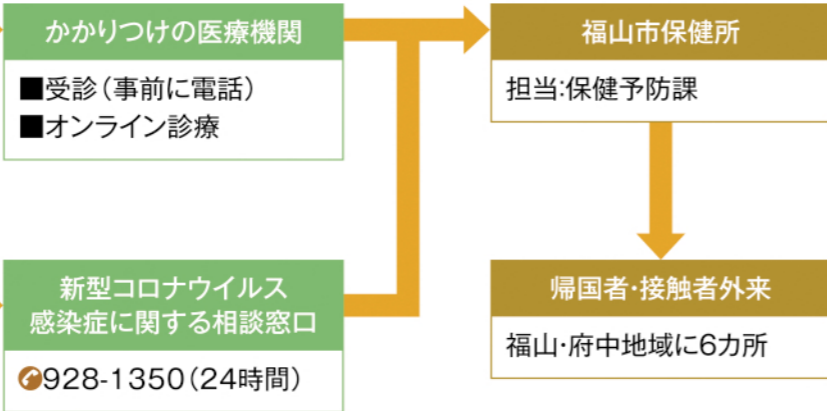 かかりつけの医療機関
■受診（事前に電話）
■オンライン診療
新型コロナウイルス
感染症に関する相談窓口
928-1350（24時間）
福山市保健所
担当:保健予防課
帰国者・接触者外来
福山・府中地域に6カ所